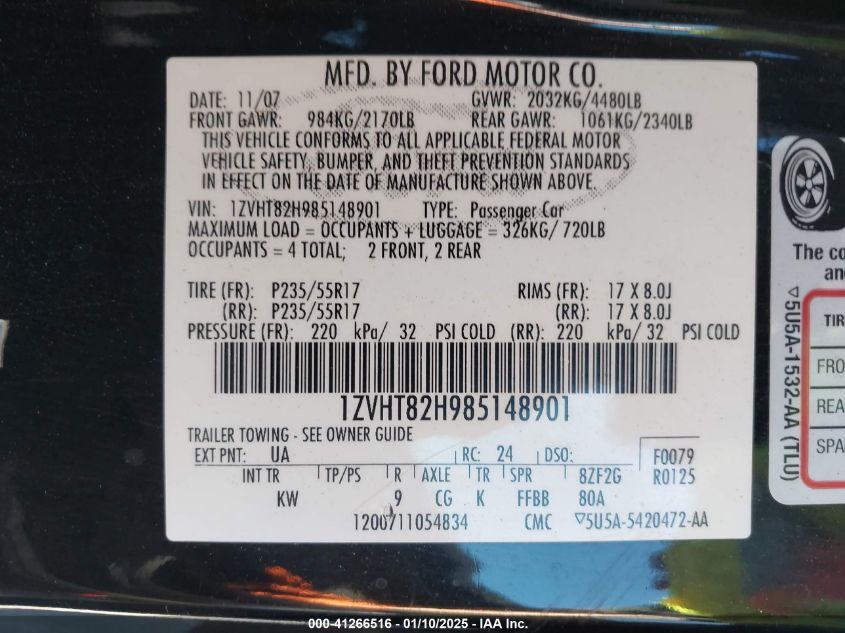 MFD. BY FORD MOTOR CO.
DATE: 11/07 GVWR: 2032KG/4480LB
FRONT GAWR: 984KG/2170LB REAR GAWR: 1061KG/2340LB
THIS VEHICLE CONFORMS TO ALL APPLICABLE FEDERAL MOTOR
VEHICLE SAFETY, BUMPER, AND THEFT PREVENTION STANDARDS
IN EFFECT ON THE DATE OF MANUFACTURE SHOWN ABOVE.
VIN: 1ZVHT82H985148901 TYPE: Passenger Car
MAXIMUM LOAD = OCCUPANTS + LUGGAGE = 326KG/ 720LB
OCCUPANTS = 4 TOTAL; 2 FRONT, 2 REAR
TIRE (FR): P235/55R17 RIMS (FR): 17 X 8.0J
(RR): P235/55R17 (RR): 17 X 8.0J
PRESSURE (FR): 220 kPa/ 32 PSI COLD (RR): 220 kPa/ 32 PSI COLD
1ZVHT82H985148901
TRAILER TOWING - SEE OWNER GUIDE
EXT PNT: UA RC: 24 DSO: F0079
INT TR TP/PS R AXLE TR SPR 8ZF2G R0125
KW 9 CG K FFBB 80A
1200711054834 CMC ▽5U5A-5420472-AA
The co
an
▽5U5A-1532-AA (TLU)
TIR
FRO
REA
SPA
000-41266516 - 01/10/2025 - IAA Inc.